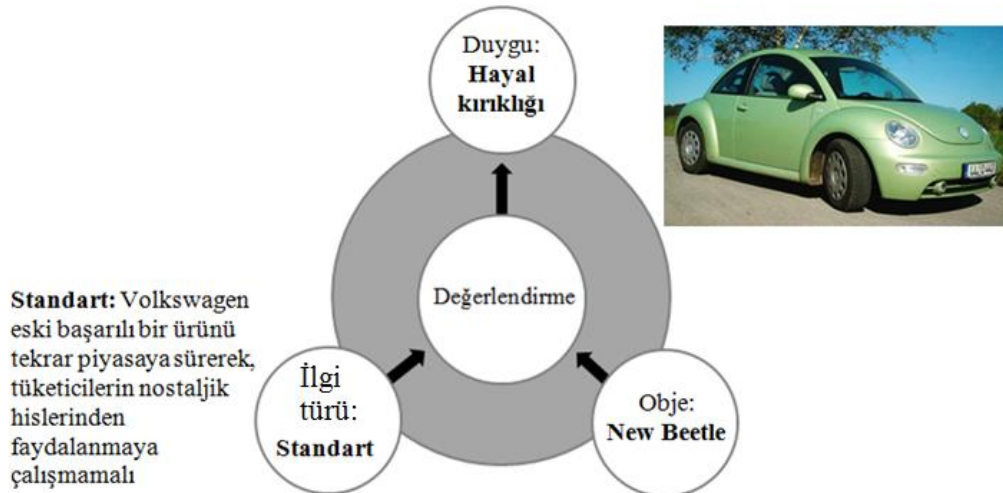 Duygu:
Hayal
kırıklığı
Değerlendirme
Standart: Volkswagen
eski başarılı bir ürünü
tekrar piyasaya sürerek,
tüketicilerin nostaljik
hislerinden
faydalanmaya
çalışmamalı
İlgi
türü:
Standart
Obje:
New Beetle